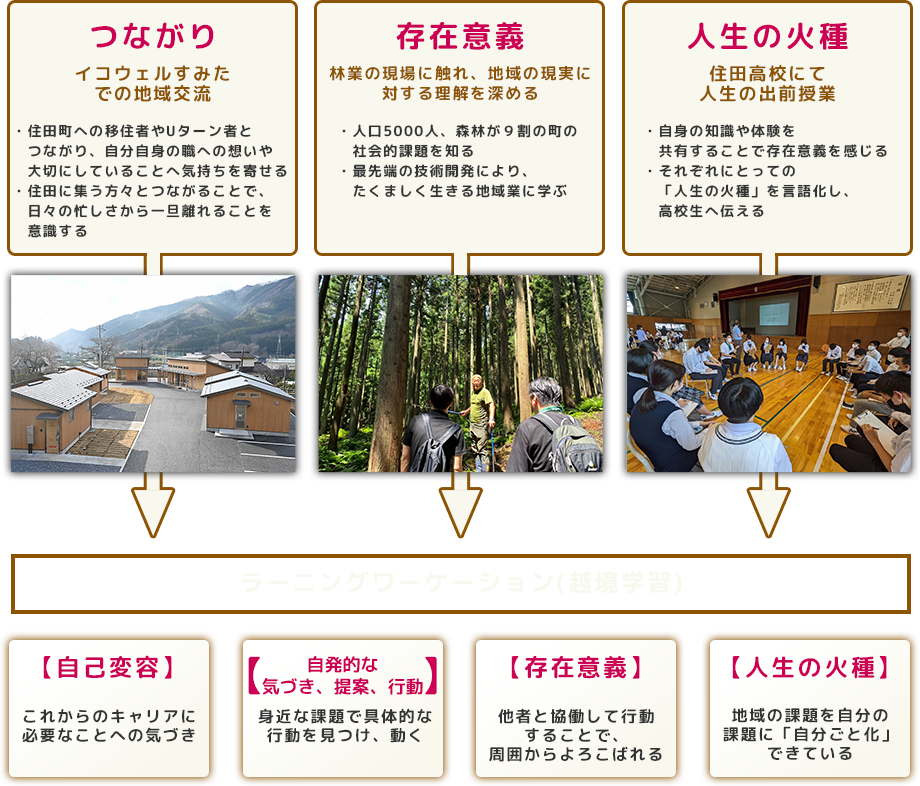 つながり
イコウェルすみた
での地域交流
・住田町への移住者やUターン者と
つながり、自分自身の職への想いや
大切にしていることへ気持ちを寄せる
・住田に集う方々とつながることで、
日々の忙しさから一旦離れることを
意識する
存在意義
林業の現場に触れ、地域の現実に
対する理解を深める
・人口5000人、森林が９割の町の
社会的課題を知る
・最先端の技術開発により、
たくましく生きる地域業に学ぶ
人生の火種
住田高校にて
人生の出前授業
・自身の知識や体験を
共有することで存在意義を感じる
・それぞれにとっての
「人生の火種」を言語化し、
高校生へ伝える
ラーニングワーケーション(越境学習)
【自己変容】
これからのキャリアに
必要なことへの気づき
【自発的な
気づき、提案、行動】
身近な課題で具体的な
行動を見つけ、動く
【存在意義】
他者と協働して行動
することで、
周囲からよろこばれる
【人生の火種】
地域の課題を自分の
課題に「自分ごと化」
できている